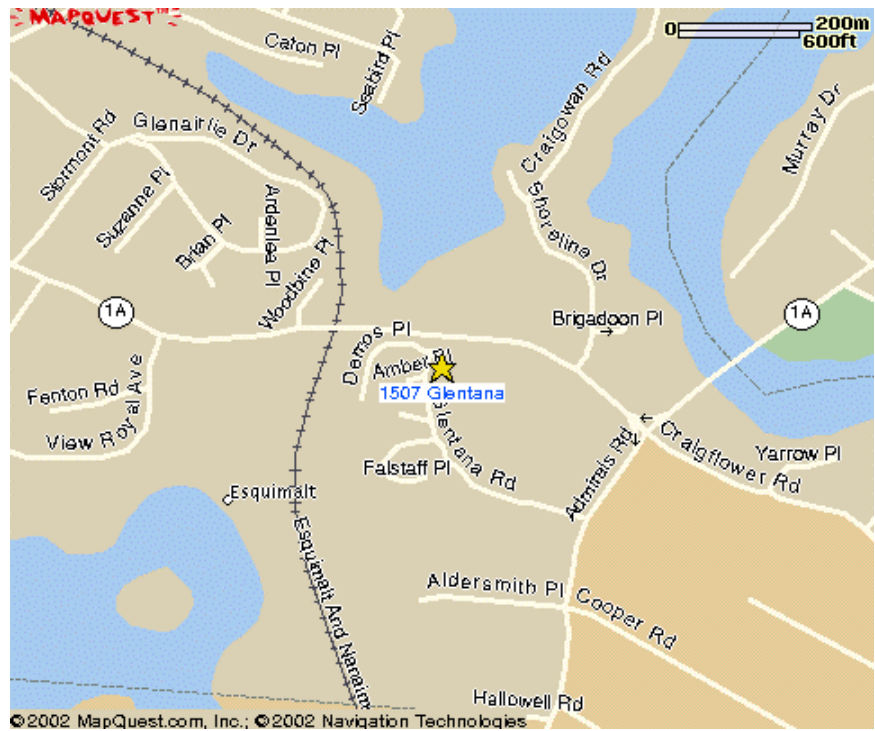 MAPQUEST™
0 200m
600ft
Caton Pl
Seabird Pl
Craigowan Rd
Murray Dr
Stormont Rd
Glenairlie Dr
Suzanne Pl
Ardenlea Pl
Brian Pl
Shoreline Dr
Woodbine Pl
1A
1A
Brigadoon Pl
Demos Pl
Amber Pl
Fenton Rd
1507 Glentana
View Royal Ave
Glentana Rd
Craigflower Rd
Yarrow Pl
Falstaff Pl
Admirals Rd
Esquimalt
Esquimalt And Nanaim
Aldersmith Pl
Cooper Rd
Hallowell Rd
©2002 MapQuest.com, Inc.; ©2002 Navigation Technologies